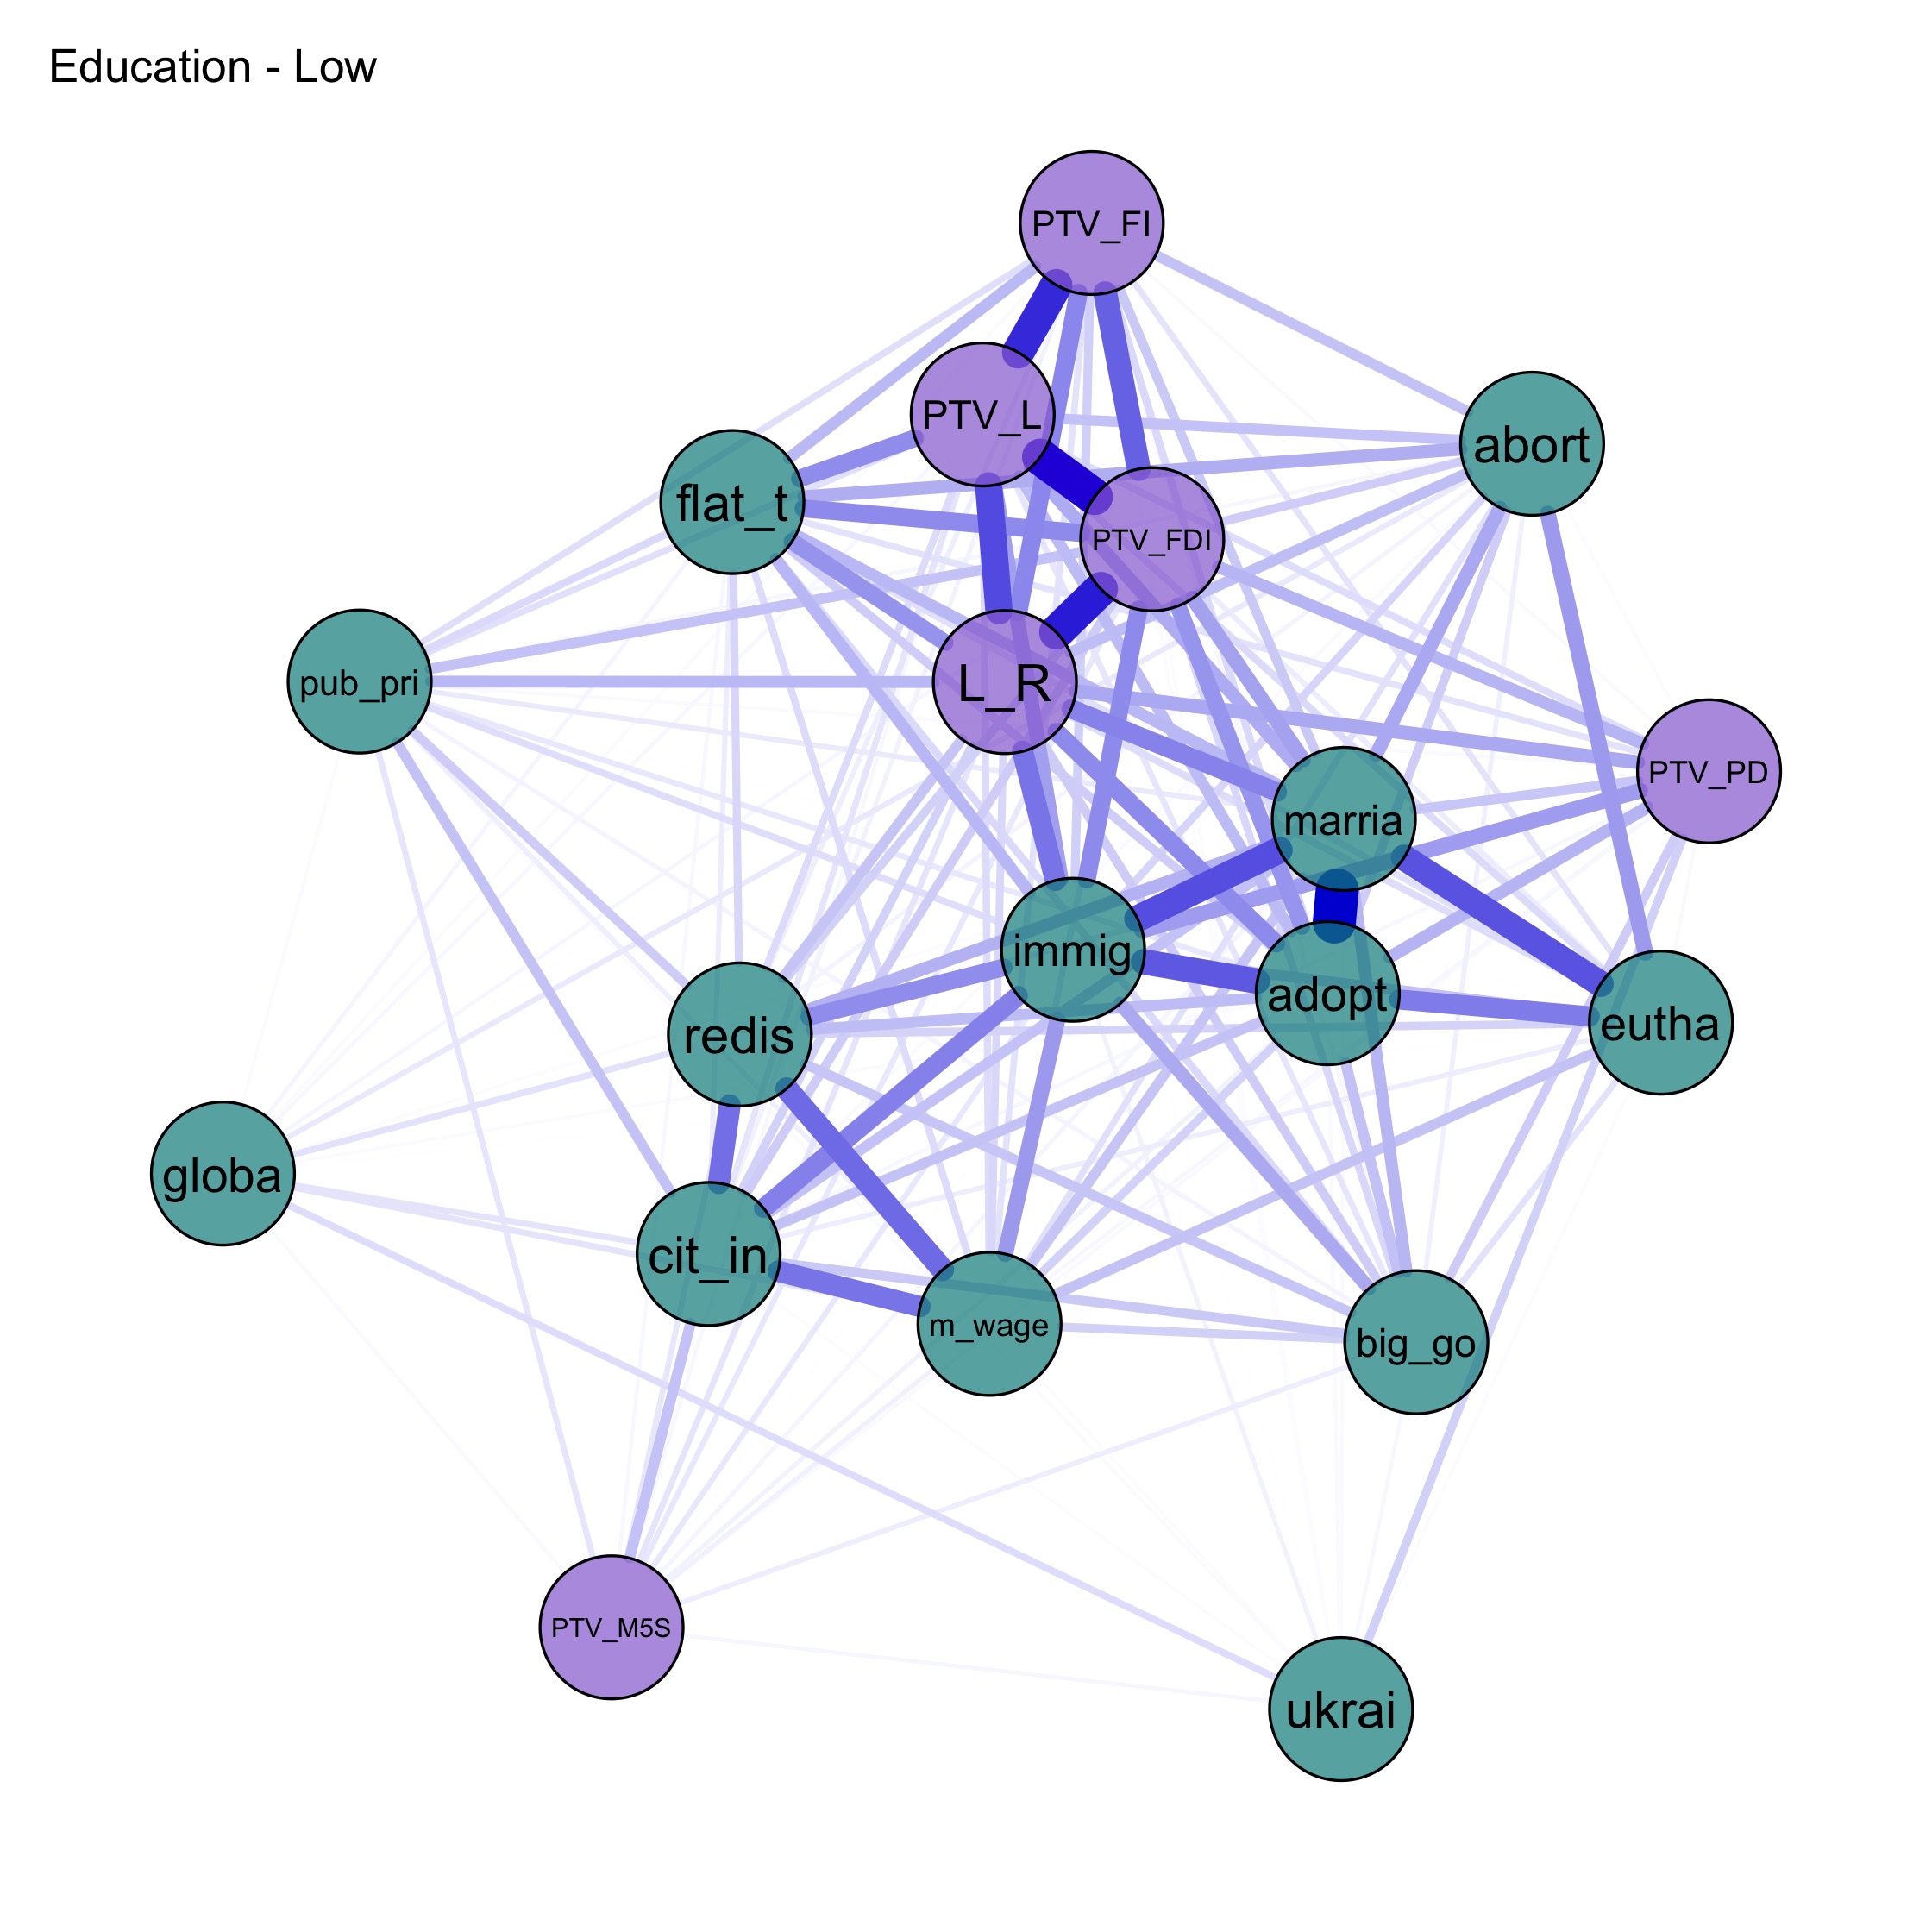 Education - Low
PTV_FI
PTV_L
abort
flat_t
PTV_FDI
pub_pri
L_R
PTV_PD
marria
immig
adopt
eutha
redis
globa
cit_in
m_wage
big_go
PTV_M5S
ukrai